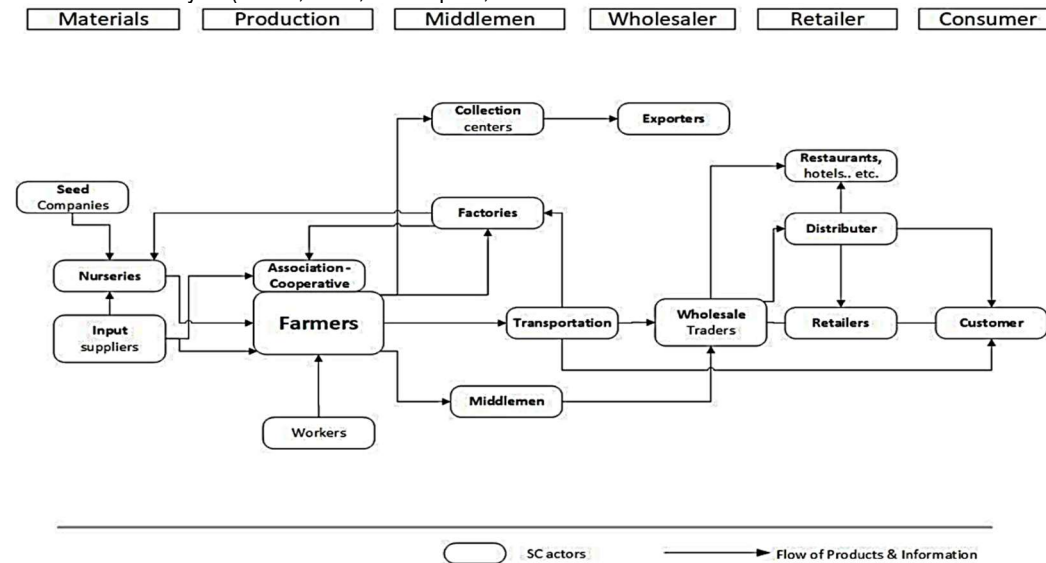 Materials
Production
Middlemen
Wholesaler
Retailer
Consumer
Collection
centers
Exporters
Restaurants,
hotels.. etc.
Seed
Companies
Factories
Distributer
Nurseries
Association-
Cooperative
Farmers
Input
suppliers
Transportation
Wholesale
Traders
Retailers
Customer
Middlemen
Workers
SC actors
Flow of Products & Information